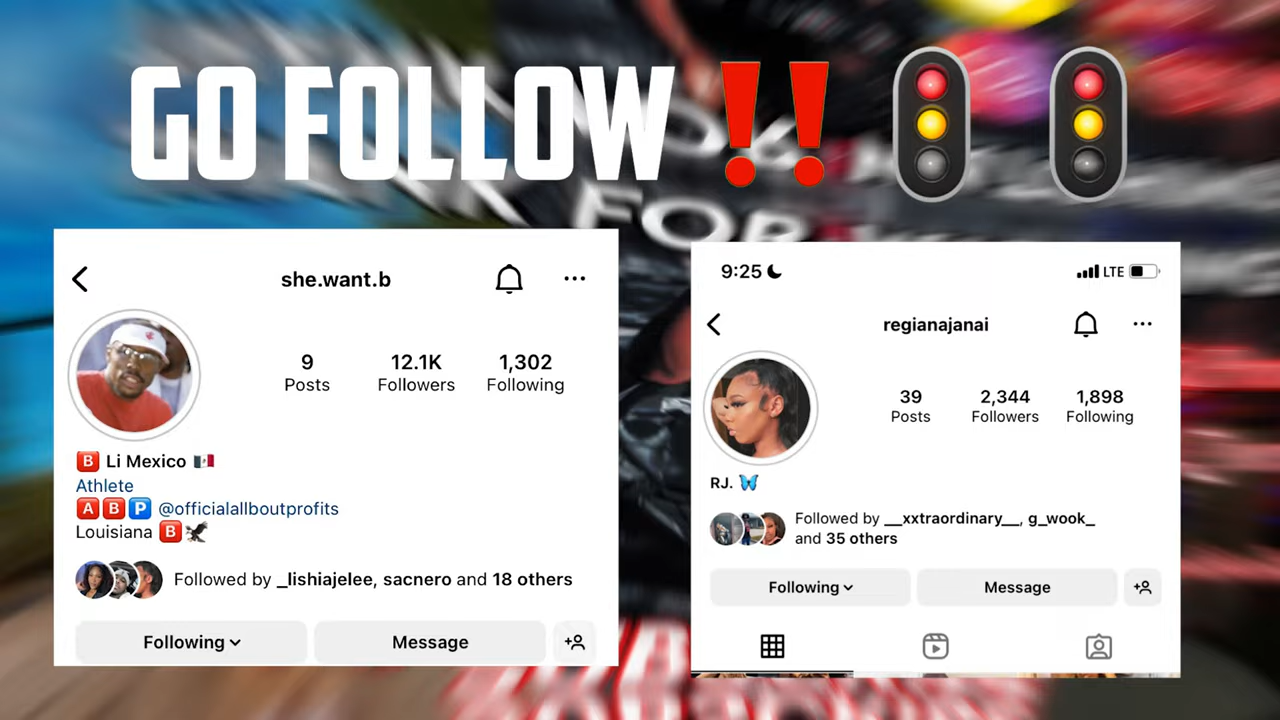 GO FOLLOW ‼️ 🚦 🚦
FOR
she.want.b
9 12.1K 1,302
Posts Followers Following
🅱️ Li Mexico 🇲🇽
Athlete
🅰️🅱️🅿️ @officialallboutprofits
Louisiana 🅱️🦅
Followed by _lishiajelee, sacnero and 18 others
Following Message
9:25 LTE
regianajanai
39 2,344 1,898
Posts Followers Following
RJ. 🦋
Followed by __xxtraordinary__, g_wook_
and 35 others
Following Message